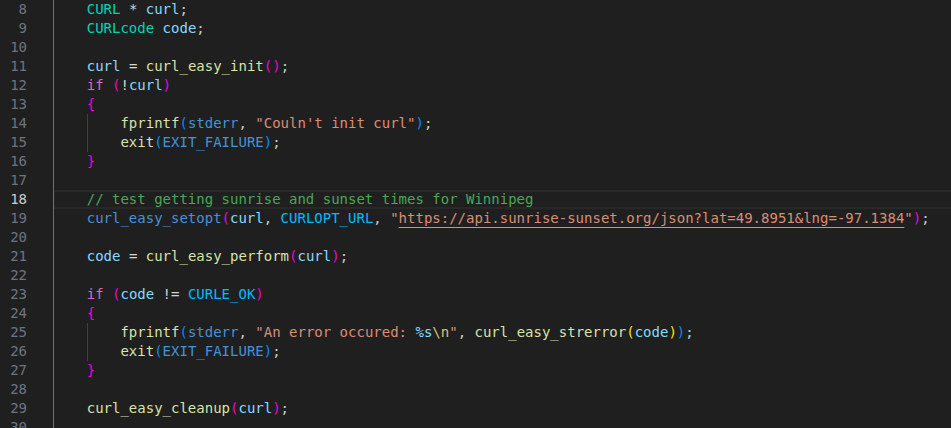 8 CURL * curl;
9 CURLcode code;
10
11 curl = curl_easy_init();
12 if (!curl)
13 {
14 fprintf(stderr, "Couln't init curl");
15 exit(EXIT_FAILURE);
16 }
17
18 // test getting sunrise and sunset times for Winnipeg
19 curl_easy_setopt(curl, CURLOPT_URL, "https://api.sunrise-sunset.org/json?lat=49.8951&lng=-97.1384");
20
21 code = curl_easy_perform(curl);
22
23 if (code != CURLE_OK)
24 {
25 fprintf(stderr, "An error occured: %s\n", curl_easy_strerror(code));
26 exit(EXIT_FAILURE);
27 }
28
29 curl_easy_cleanup(curl);
30